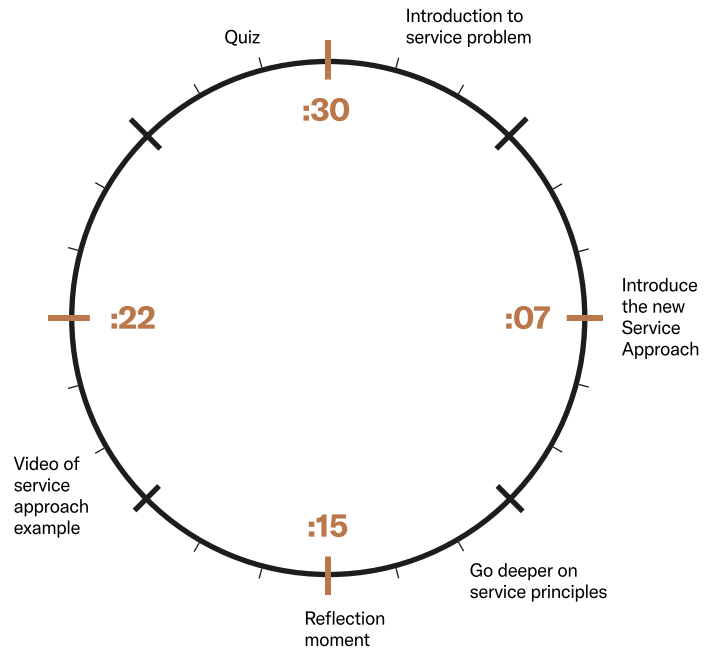 Introduction to
service problem
Quiz
:30
Introduce
the new
Service
Approach
:22
:07
Video of
service
approach
example
:15
Go deeper on
service principles
Reflection
moment